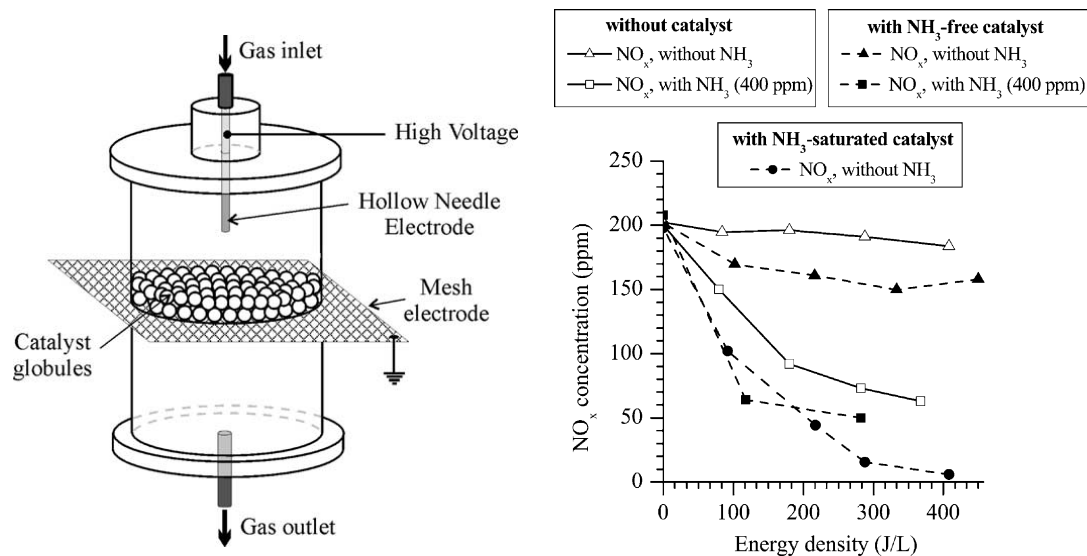 Gas inlet
High Voltage
Hollow Needle
Electrode
Mesh
electrode
Catalyst
globules
Gas outlet
without catalyst
NOₓ, without NH₃
NOₓ, with NH₃ (400 ppm)
with NH₃-free catalyst
NOₓ, without NH₃
NOₓ, with NH₃ (400 ppm)
with NH₃-saturated catalyst
NOₓ, without NH₃
NOₓ concentration (ppm)
250
200
150
100
50
0
0 100 200 300 400
Energy density (J/L)